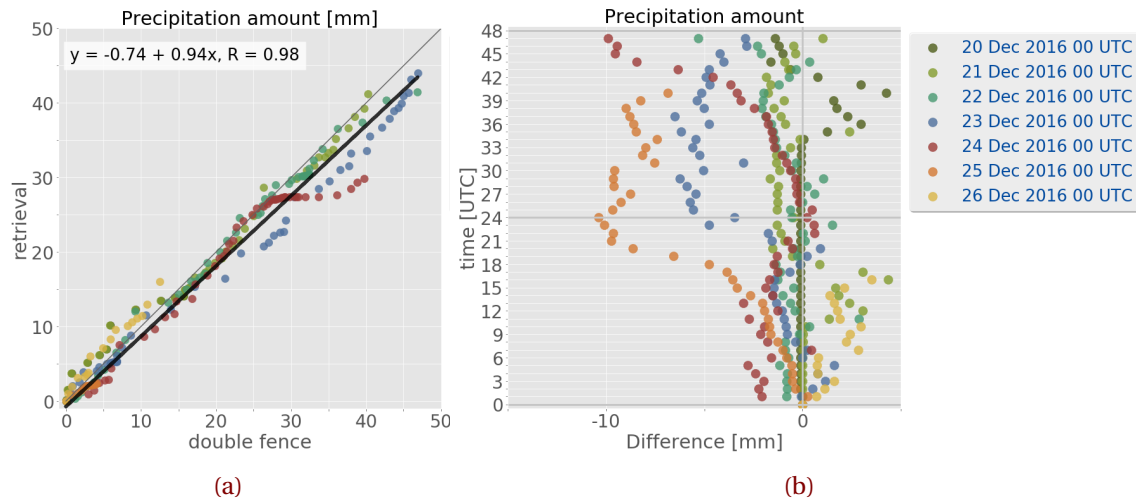 Precipitation amount [mm]
y = -0.74 + 0.94x, R = 0.98
50
40
30
20
10
0
retrieval
0 10 20 30 40 50
double fence
(a)
Precipitation amount
48
45
42
39
36
33
30
27
24
21
18
15
12
9
6
3
0
time [UTC]
-10 0
Difference [mm]
(b)
20 Dec 2016 00 UTC
21 Dec 2016 00 UTC
22 Dec 2016 00 UTC
23 Dec 2016 00 UTC
24 Dec 2016 00 UTC
25 Dec 2016 00 UTC
26 Dec 2016 00 UTC